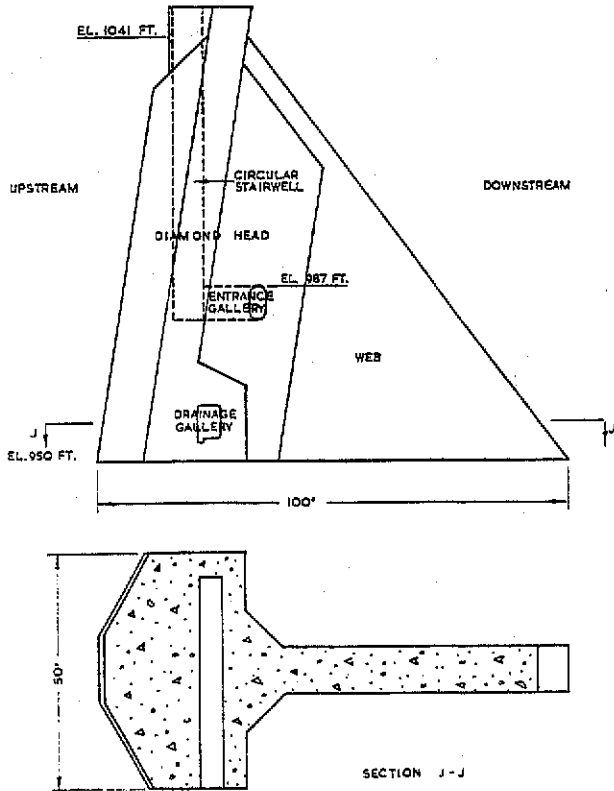 EL. 1041 FT.
UPSTREAM
CIRCULAR
STAIRWELL
DOWNSTREAM
DIAMOND HEAD
EL. 987 FT.
ENTRANCE
GALLERY
WEB
DRAINAGE
GALLERY
J
J
EL. 950 FT.
100'
50'
SECTION J-J